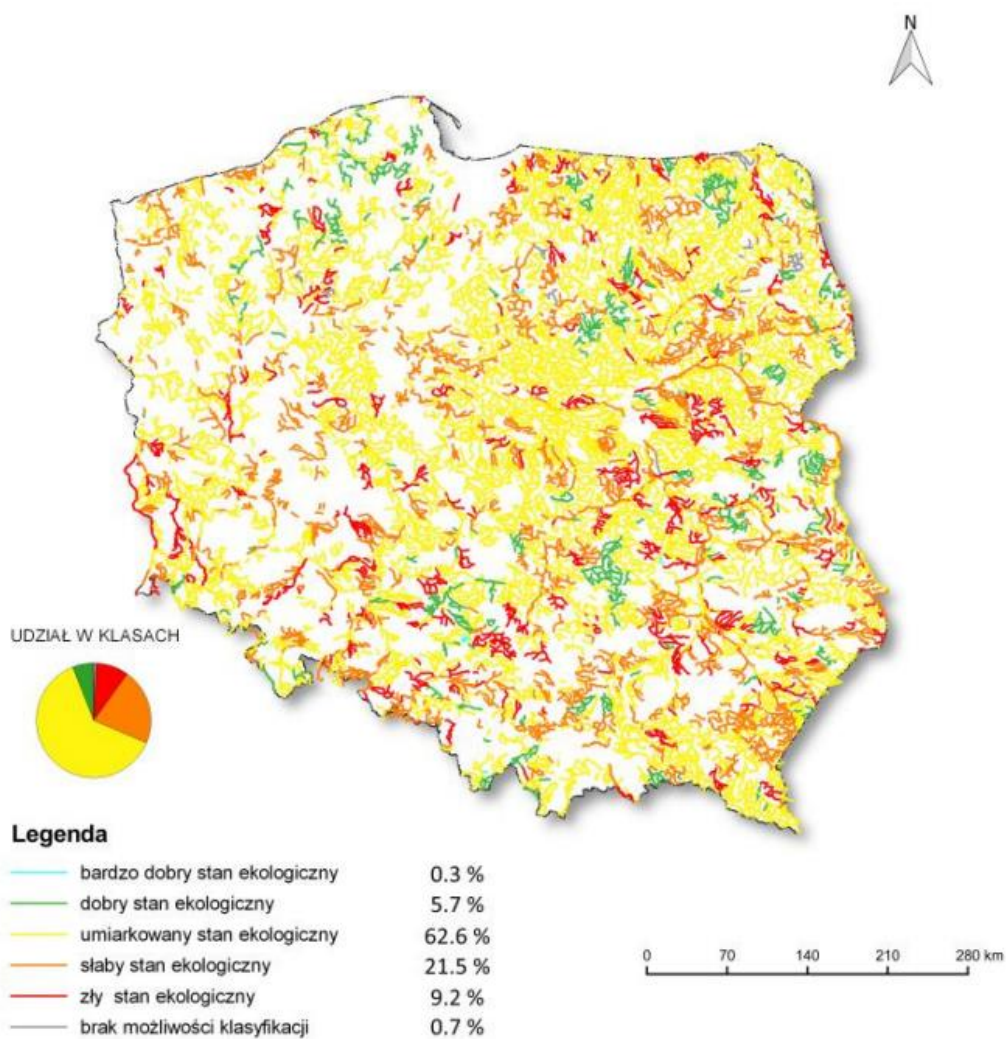 N
UDZIAŁ W KLASACH
Legenda
bardzo dobry stan ekologiczny 0.3 %
dobry stan ekologiczny 5.7 %
umiarkowany stan ekologiczny 62.6 %
słaby stan ekologiczny 21.5 %
zły stan ekologiczny 9.2 %
brak możliwości klasyfikacji 0.7 %
0 70 140 210 280 km